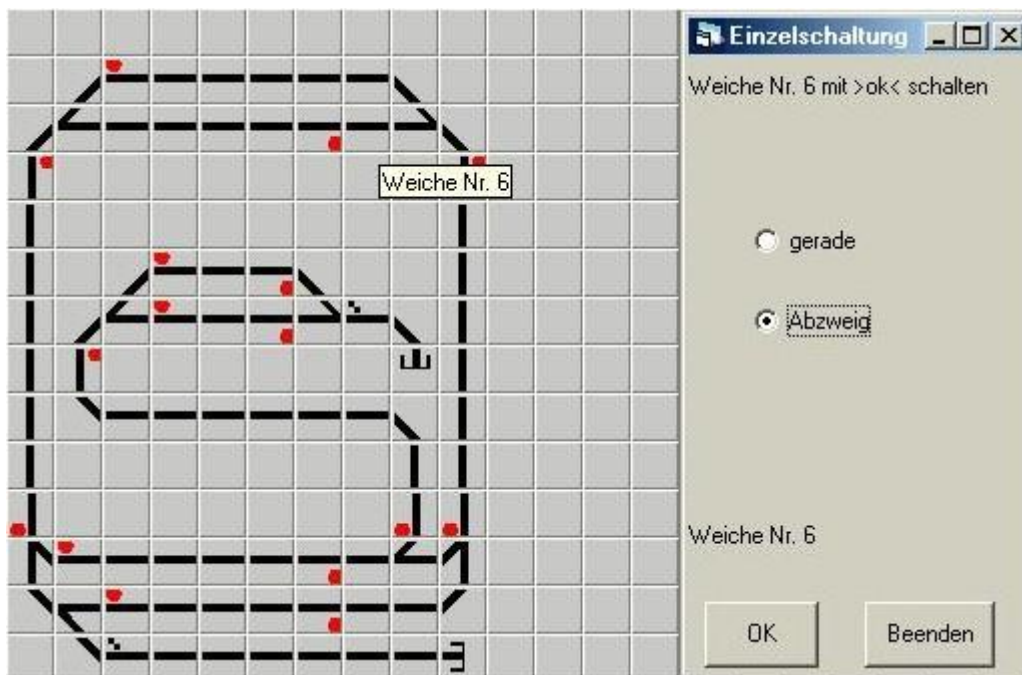 Einzelschaltung
Weiche Nr. 6 mit >ok< schalten
Weiche Nr. 6
gerade
Abzweig
Weiche Nr. 6
OK
Beenden